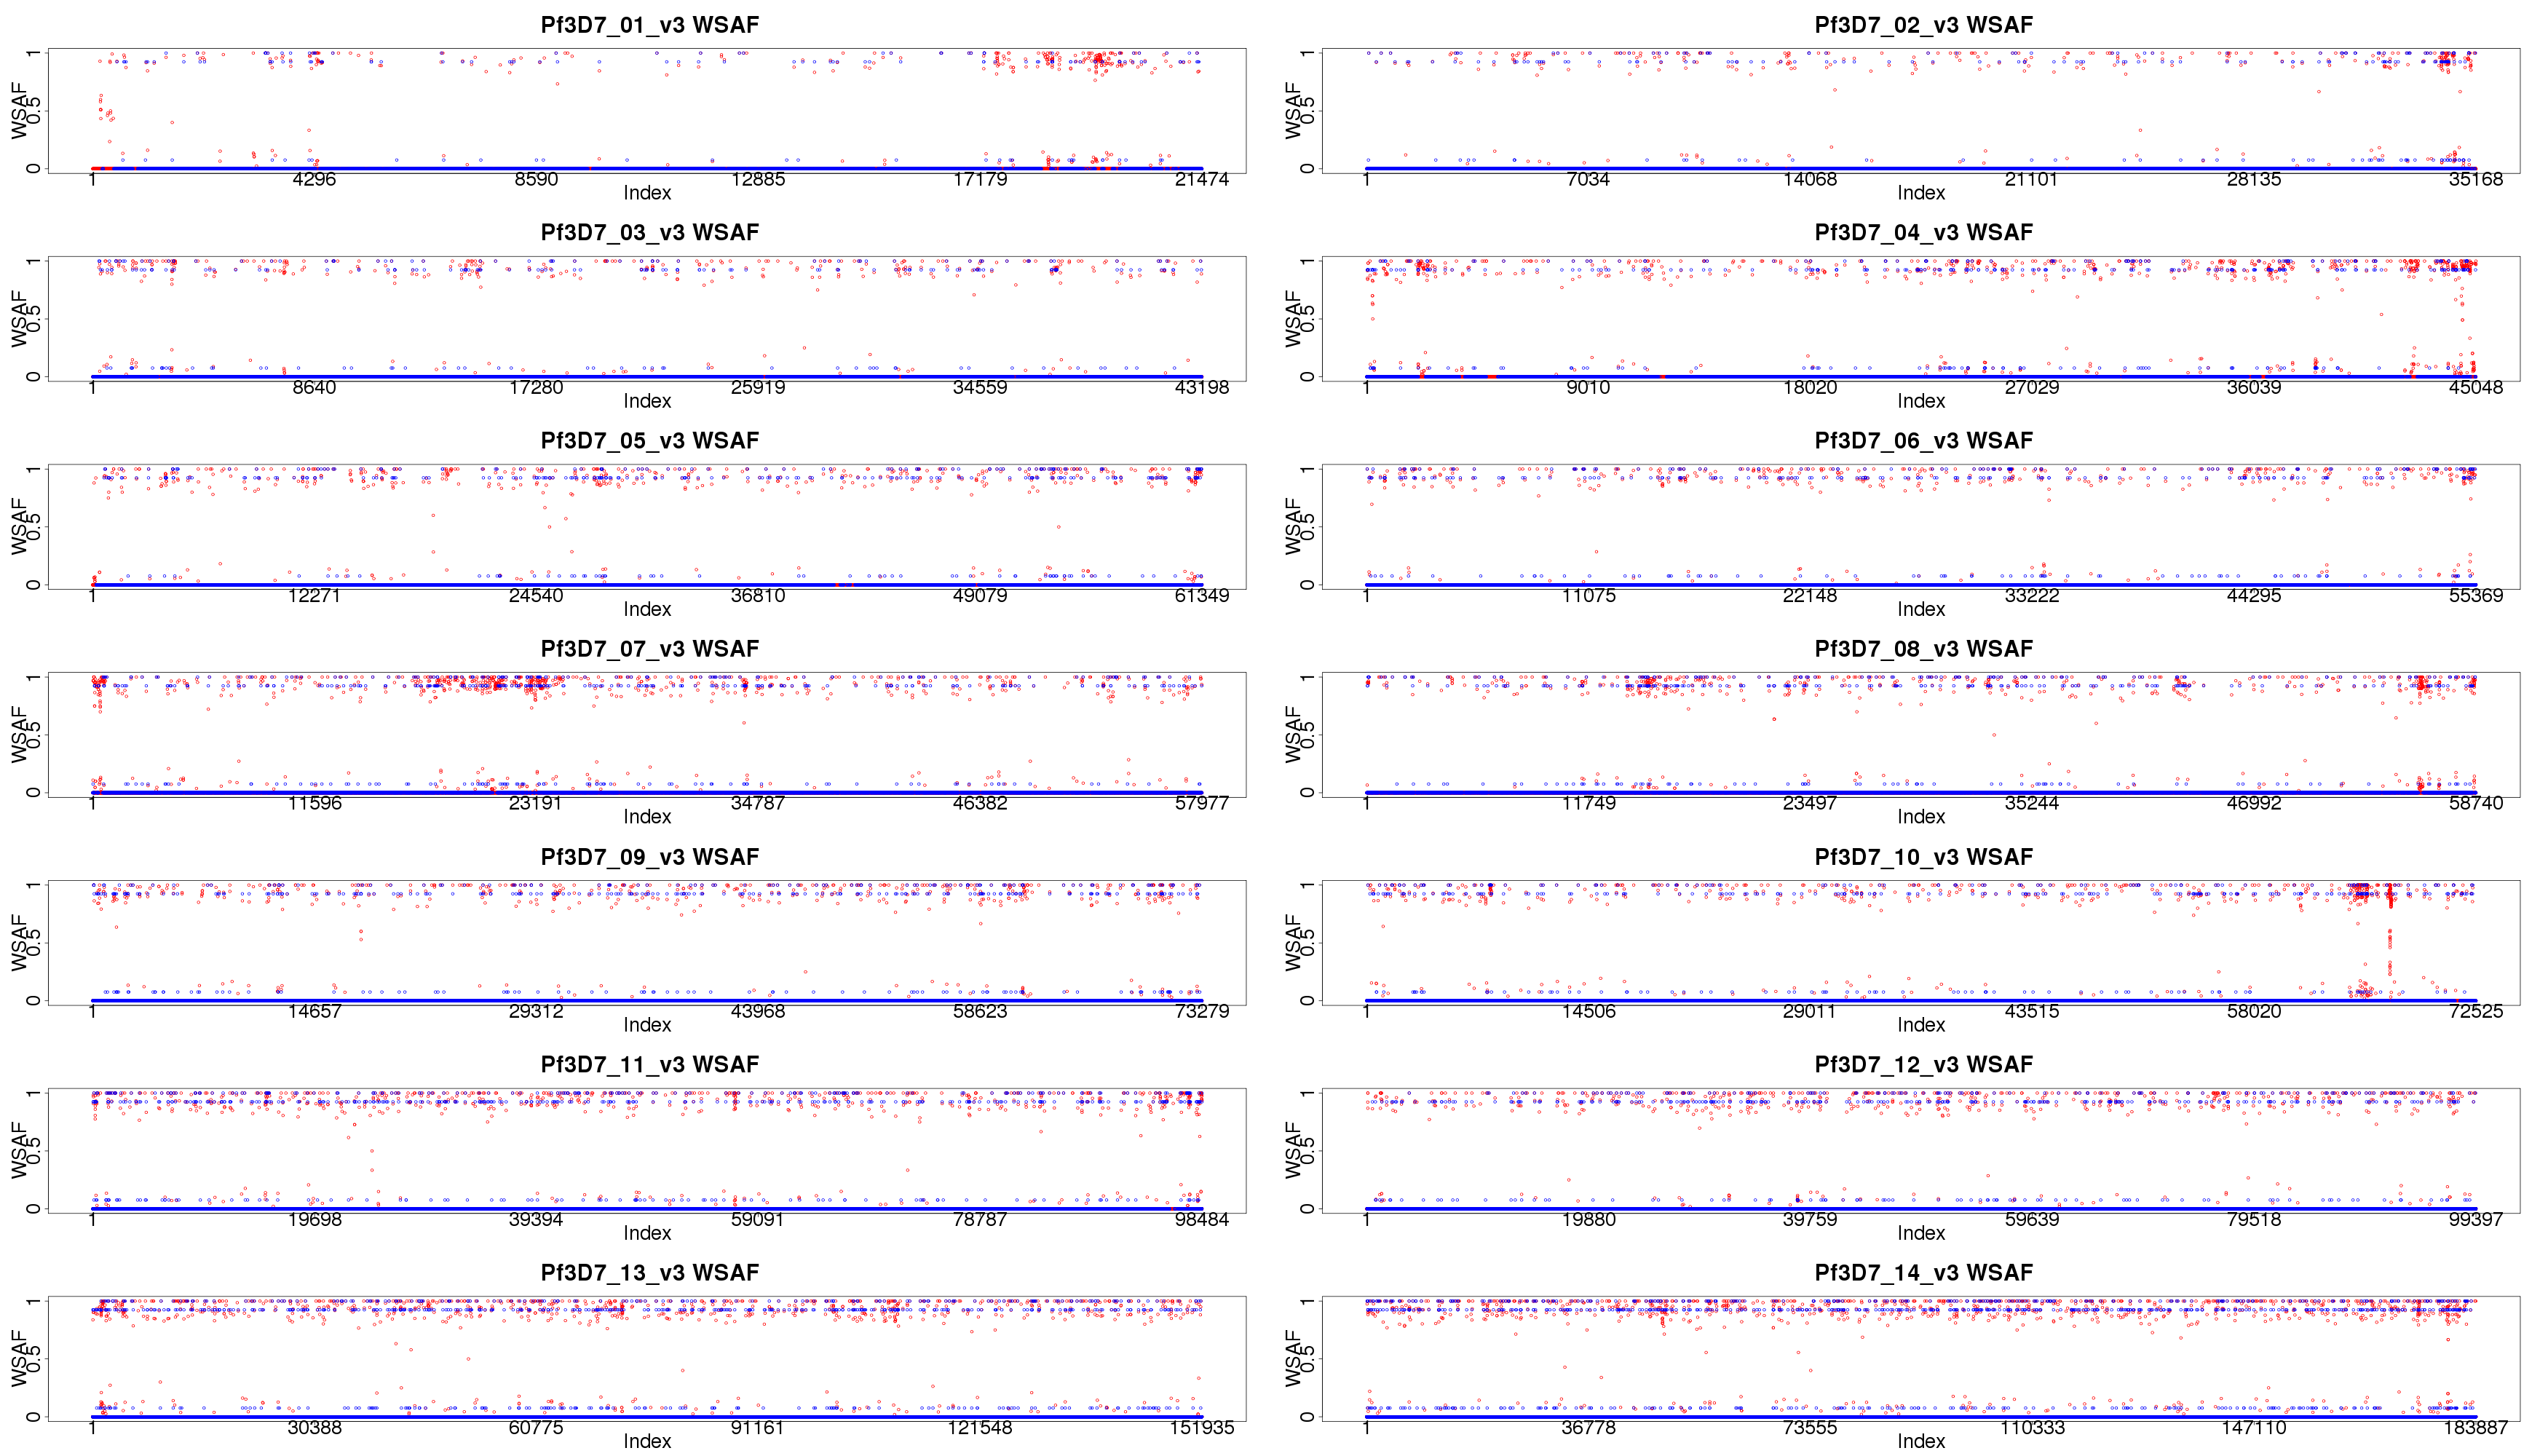 Pf3D7_01_v3 WSAF
WSAF
0 0.5 1
1 4296 8590 12885 17179 21474
Index
Pf3D7_02_v3 WSAF
WSAF
0 0.5 1
1 7034 14068 21101 28135 35168
Index
Pf3D7_03_v3 WSAF
WSAF
0 0.5 1
1 8640 17280 25919 34559 43198
Index
Pf3D7_04_v3 WSAF
WSAF
0 0.5 1
1 9010 18020 27029 36039 45048
Index
Pf3D7_05_v3 WSAF
WSAF
0 0.5 1
1 12271 24540 36810 49079 61349
Index
Pf3D7_06_v3 WSAF
WSAF
0 0.5 1
1 11075 22148 33222 44295 55369
Index
Pf3D7_07_v3 WSAF
WSAF
0 0.5 1
1 11596 23191 34787 46382 57977
Index
Pf3D7_08_v3 WSAF
WSAF
0 0.5 1
1 11749 23497 35244 46992 58740
Index
Pf3D7_09_v3 WSAF
WSAF
0 0.5 1
1 14657 29312 43968 58623 73279
Index
Pf3D7_10_v3 WSAF
WSAF
0 0.5 1
1 14506 29011 43515 58020 72525
Index
Pf3D7_11_v3 WSAF
WSAF
0 0.5 1
1 19698 39394 59091 78787 98484
Index
Pf3D7_12_v3 WSAF
WSAF
0 0.5 1
1 19880 39759 59639 79518 99397
Index
Pf3D7_13_v3 WSAF
WSAF
0 0.5 1
1 30388 60775 91161 121548 151935
Index
Pf3D7_14_v3 WSAF
WSAF
0 0.5 1
1 36778 73555 110333 147110 183887
Index